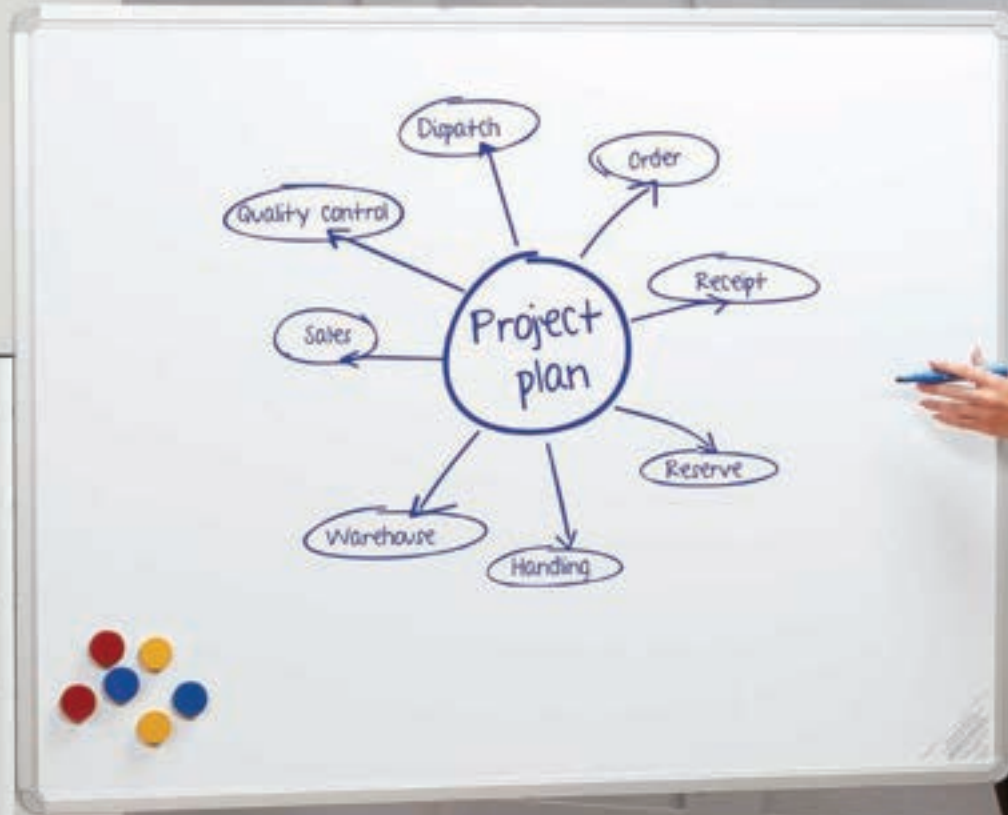 Dispatch
Order
Quality control
Receipt
Project
plan
Sales
Reserve
Warehouse
Handling